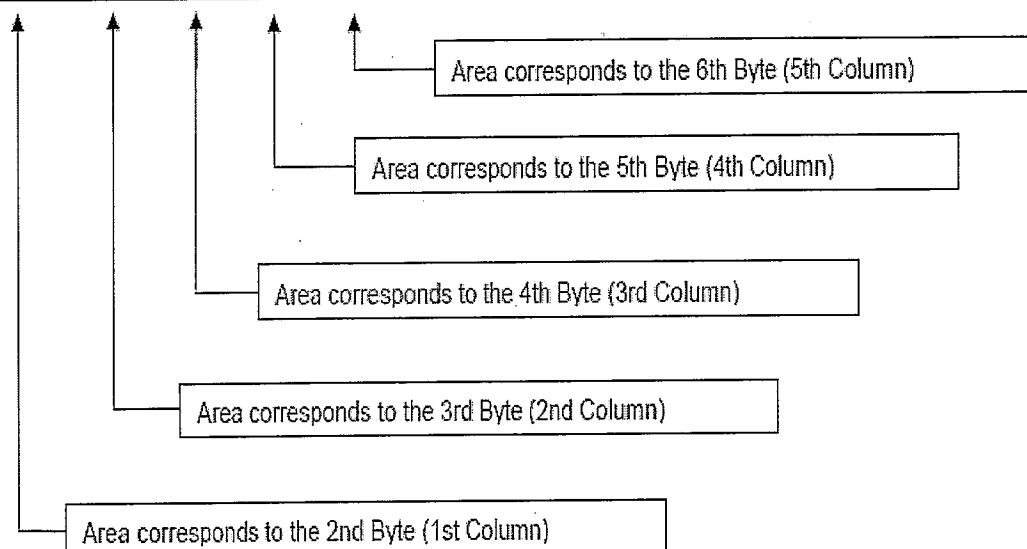 Area corresponds to the 6th Byte (5th Column)
Area corresponds to the 5th Byte (4th Column)
Area corresponds to the 4th Byte (3rd Column)
Area corresponds to the 3rd Byte (2nd Column)
Area corresponds to the 2nd Byte (1st Column)